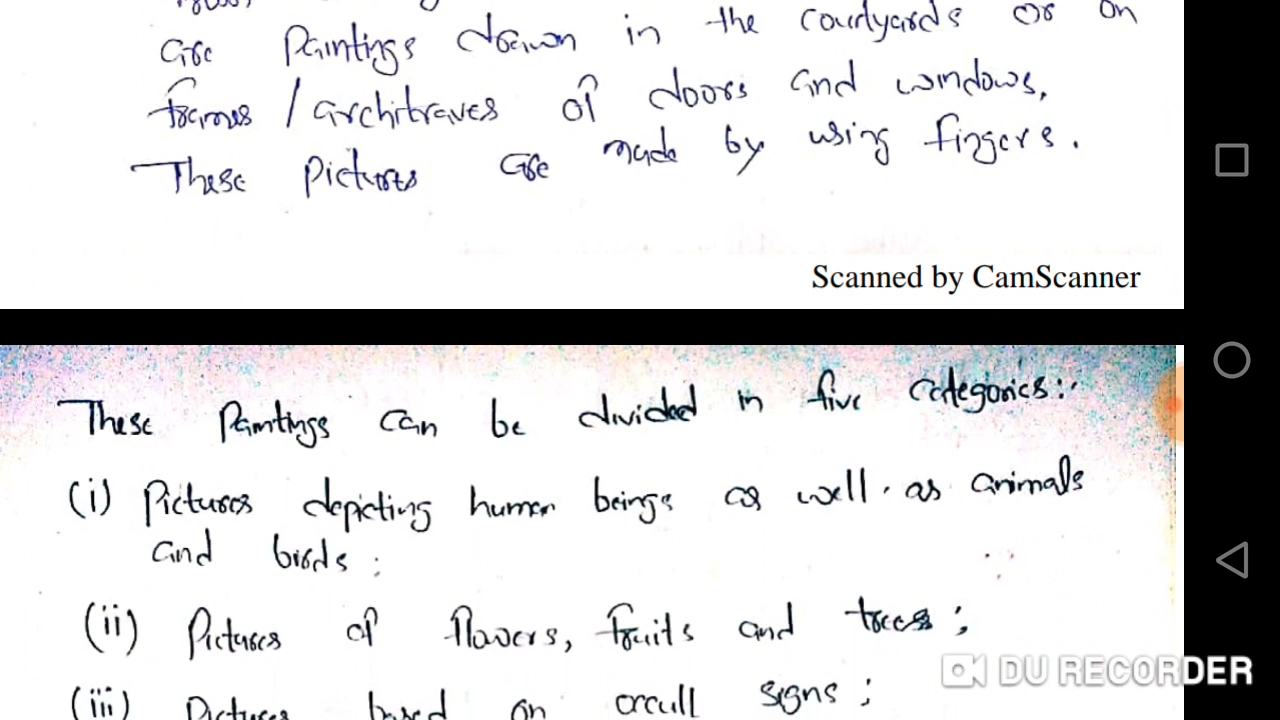 are Paintings drawn in the courtyards or on
frames / architraves of doors and windows.
These pictures are made by using fingers.
Scanned by CamScanner
These Paintings can be divided in five categories:-
(i) Pictures depicting human beings as well as animals
and birds;
(ii) Pictures of flowers, fruits and trees;
DU RECORDER
(iii) Pictures based on occult signs;